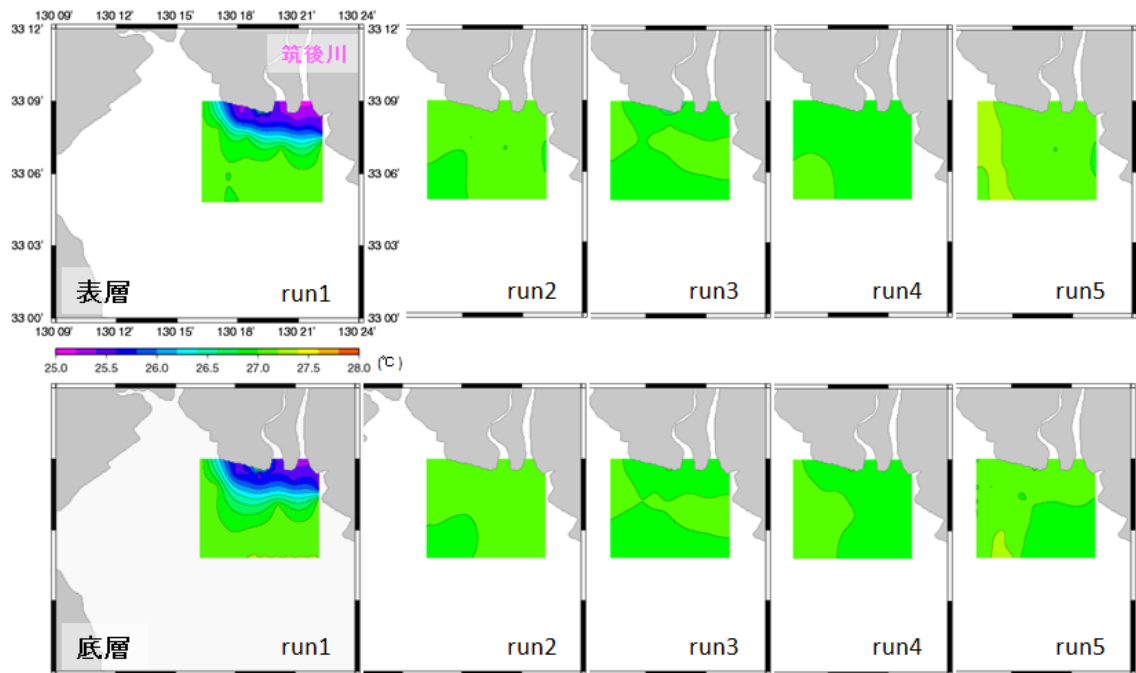 130 09' 130 12' 130 15' 130 18' 130 21' 130 24'
33 12'
33 12'
筑後川
33 09'
33 09'
33 06'
33 06'
33 03'
33 03'
表層
run1
run2
run3
run4
run5
33 00'
33 00'
130 09' 130 12' 130 15' 130 18' 130 21' 130 24'
25.0 25.5 26.0 26.5 27.0 27.5 28.0
(℃)
底層
run1
run2
run3
run4
run5